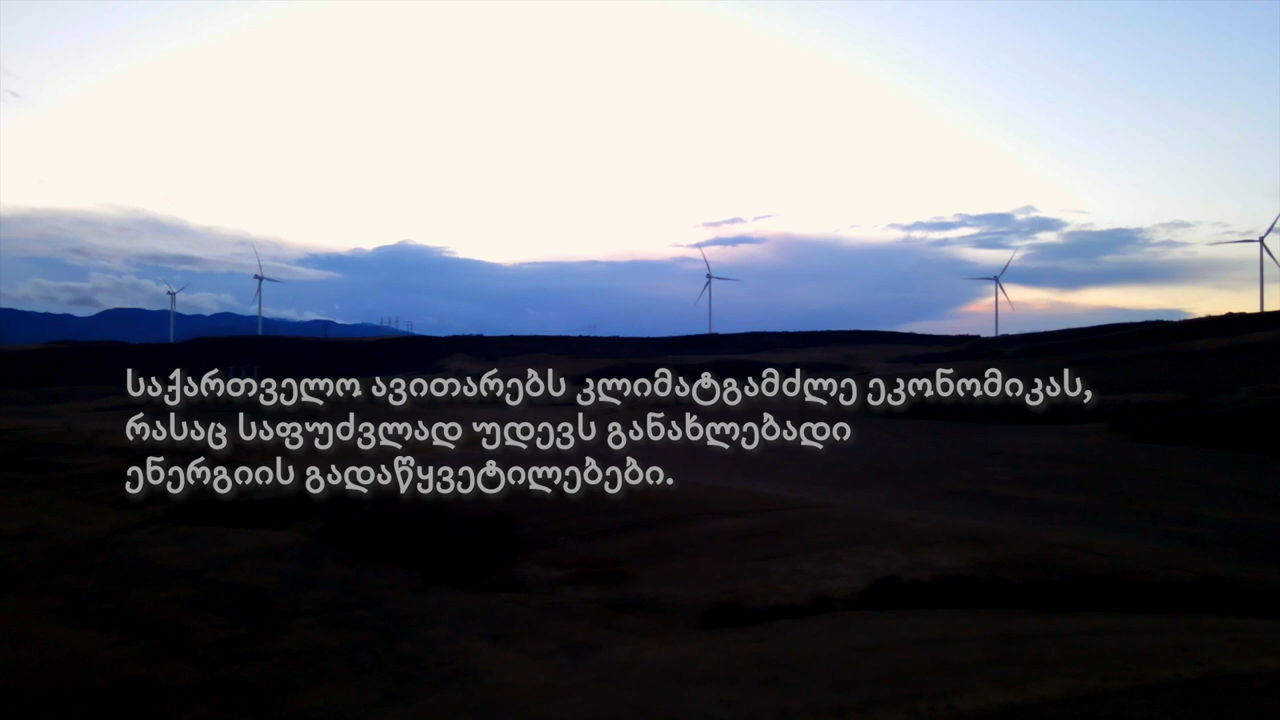 საქართველო ავითარებს კლიმატგამძლე ეკონომიკას,
რასაც საფუძვლად უდევს განახლებადი
ენერგიის გადაწყვეტილებები.